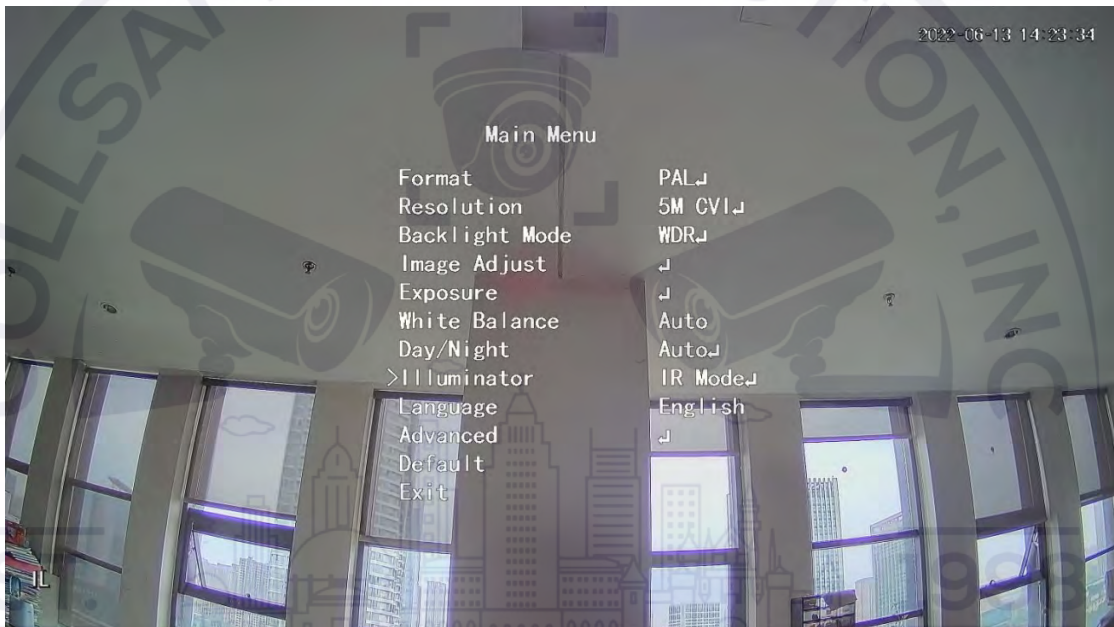 2022-06-13 14:23:34
Main Menu
Format PAL↵
Resolution 5M CVI↵
Backlight Mode WDR↵
Image Adjust ↵
Exposure ↵
White Balance Auto
Day/Night Auto↵
>Illuminator IR Mode↵
Language English
Advanced ↵
Default
Exit